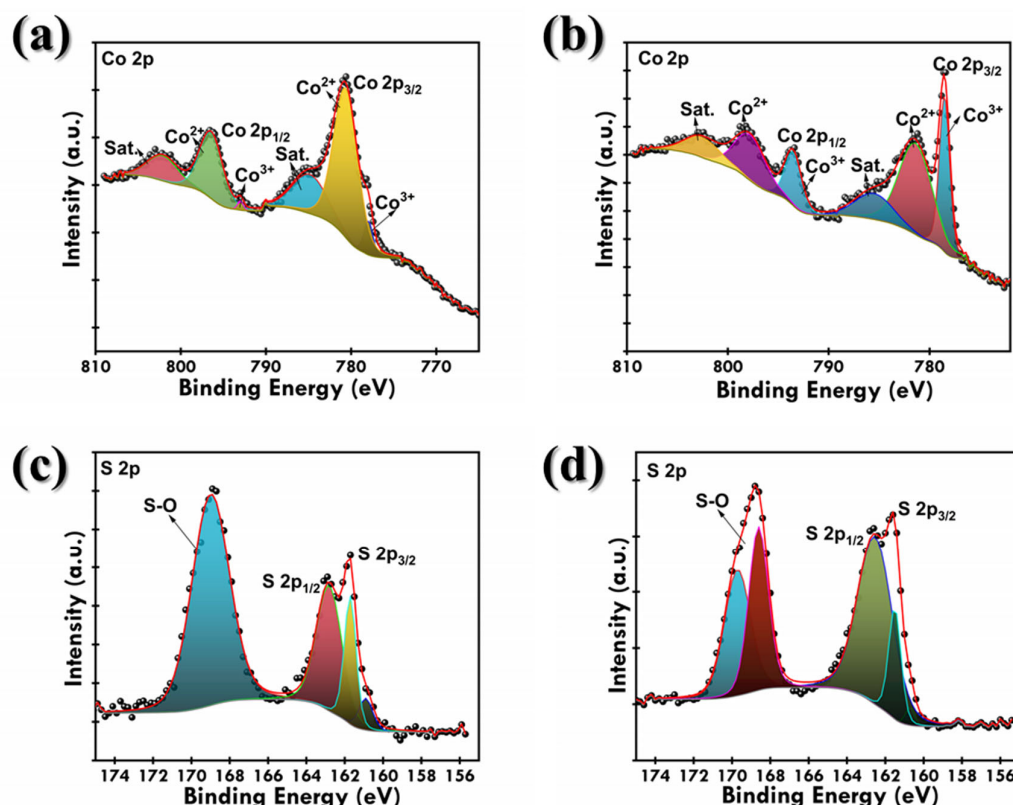 (a)
Co 2p
Co²⁺ Co 2p₃/₂
Sat. Co²⁺ Co 2p₁/₂ Sat.
Co³⁺ Co³⁺
Intensity (a.u.)
810 800 790 780 770
Binding Energy (eV)
(b)
Co 2p
Co 2p₃/₂
Sat. Co²⁺ Co²⁺ Co³⁺
Co 2p₁/₂
Co³⁺ Sat.
Intensity (a.u.)
810 800 790 780
Binding Energy (eV)
(c)
S 2p
S-O
S 2p₃/₂
S 2p₁/₂
Intensity (a.u.)
174 172 170 168 166 164 162 160 158 156
Binding Energy (eV)
(d)
S 2p
S-O
S 2p₃/₂
S 2p₁/₂
Intensity (a.u.)
174 172 170 168 166 164 162 160 158 156
Binding Energy (eV)